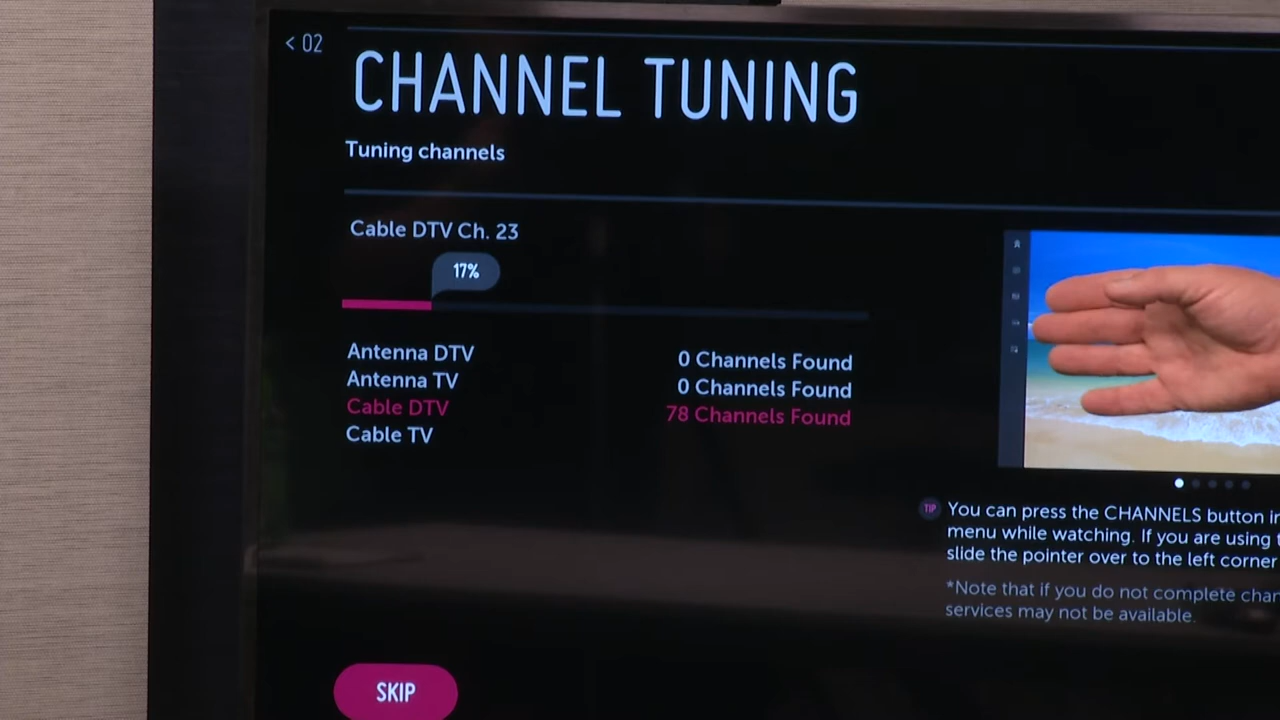 < 02
CHANNEL TUNING
Tuning channels
Cable DTV Ch. 23
17%
Antenna DTV 0 Channels Found
Antenna TV 0 Channels Found
Cable DTV 78 Channels Found
Cable TV
TIP You can press the CHANNELS button in
menu while watching. If you are using
slide the pointer over to the left corner
*Note that if you do not complete
services may not be available.
SKIP